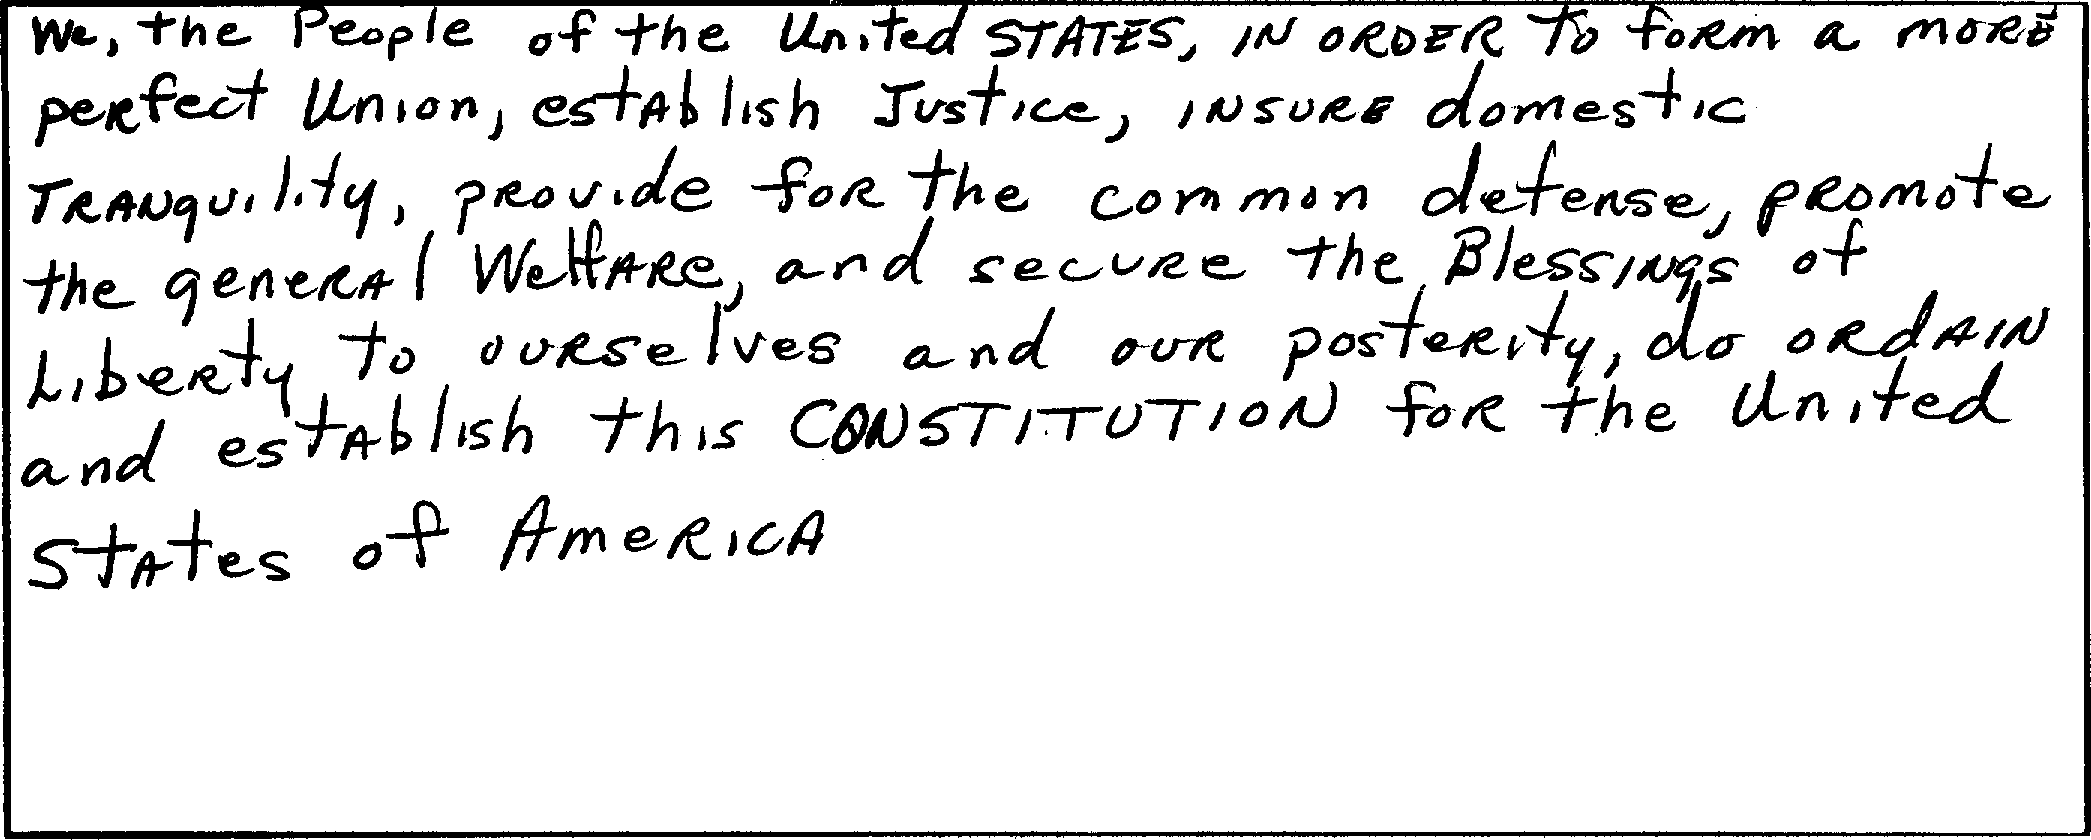 We, the People of the United STATES, IN ORDER To form a MORE
perfect Union, establish Justice, INSURE domestic
TRANquility, provide for the common defense, promote
the general Welfare, and secure the Blessings of
Liberty to ourselves and our posterity, do ORdAIN
and establish this CONSTITUTION for the United
States of America